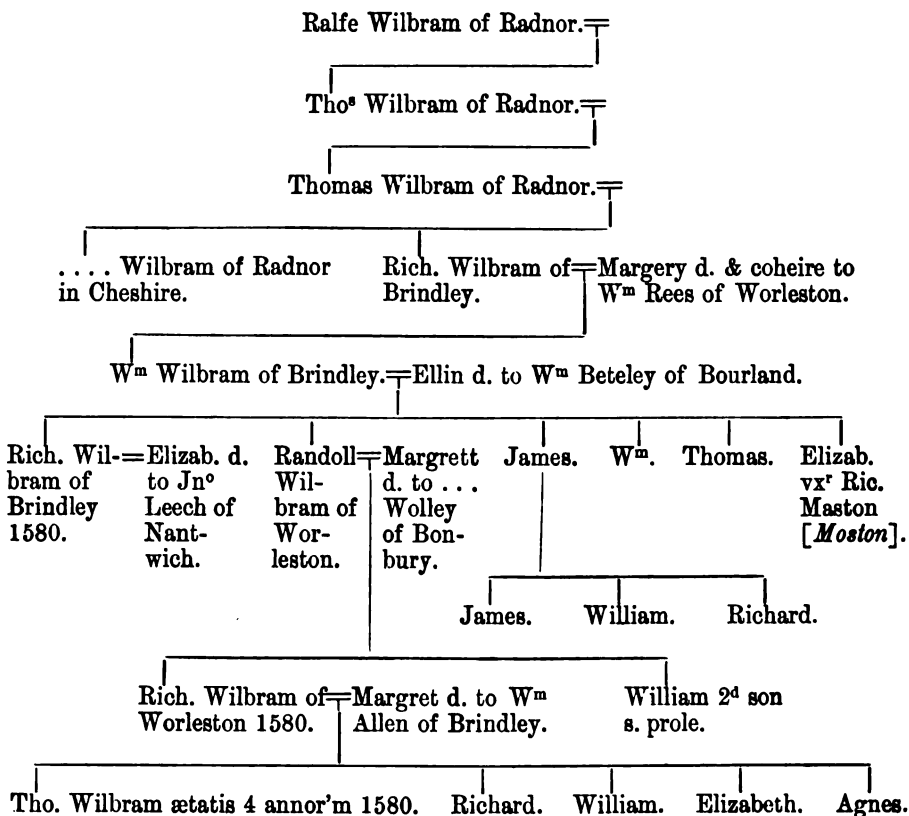 Ralfe Wilbram of Radnor.
Thoˢ Wilbram of Radnor.
Thomas Wilbram of Radnor.
. . . . Wilbram of Radnor
in Cheshire.
Rich. Wilbram of
Brindley.
Margery d. & coheire to
Wᵐ Rees of Worleston.
Wᵐ Wilbram of Brindley.
Ellin d. to Wᵐ Beteley of Bourland.
Rich. Wil-
bram of
Brindley
1580.
Elizab. d.
to Jnᵒ
Leech of
Nant-
wich.
Randoll
Wil-
bram of
Wor-
leston.
Margrett
d. to . . .
Wolley
of Bon-
bury.
James.
Wᵐ.
Thomas.
Elizab.
vxʳ Ric.
Maston
[Moston].
James.
William.
Richard.
Rich. Wilbram of
Worleston 1580.
Margret d. to Wᵐ
Allen of Brindley.
William 2ᵈ son
s. prole.
Tho. Wilbram ætatis 4 annor'm 1580.
Richard.
William.
Elizabeth.
Agnes.